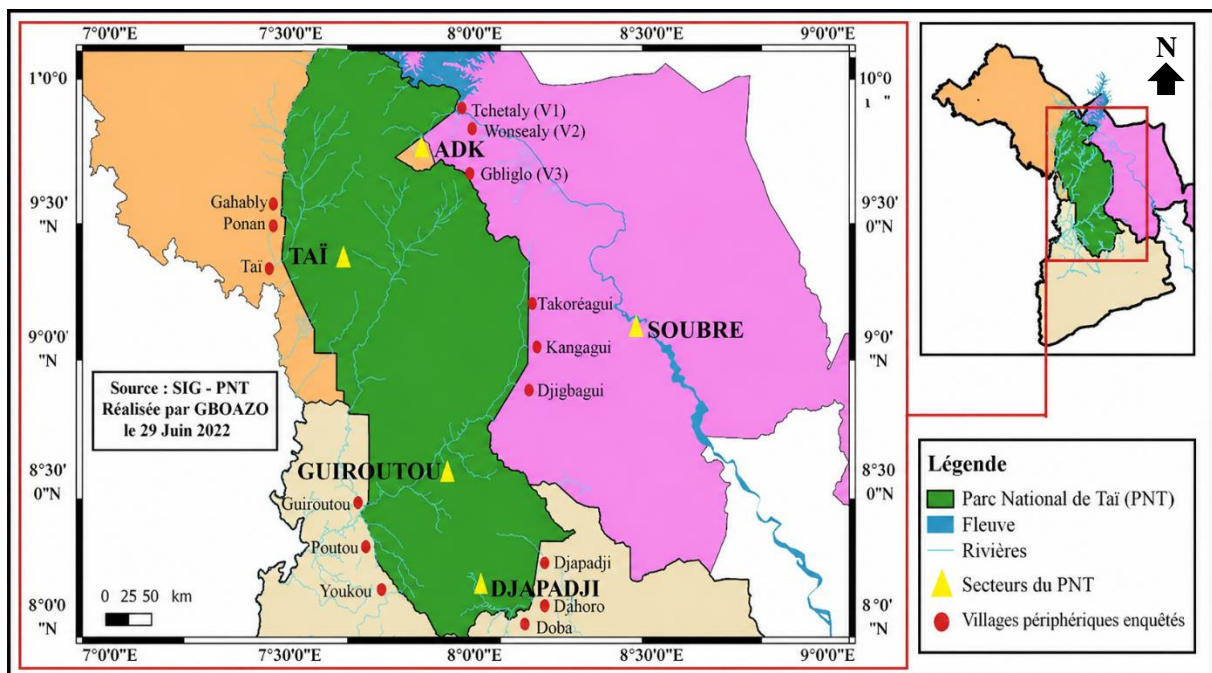 7°0'0"E
7°30'0"E
8°0'0"E
8°30'0"E
9°0'0"E
1°0'0
10°0
1 "
9°30'
0"
"N
9°0'0'
"N
8°30'
0"N
8°0'0'
"N
9°30'
0"
"N
9°0'0'
"N
8°30'
0"N
8°0'0'
"N
Tchetaly (V1)
Wonsealy (V2)
ADK
Gbliglo (V3)
Gahably
Ponan
TAÏ
Taï
Takoréagui
SOUBRE
Kangagui
Djigbagui
Source : SIG - PNT
Réalisée par GBOAZO
le 29 Juin 2022
GUIROUTOU
Guiroutou
Poutou
Youkou
Djapadji
DJAPADJI
Dahoro
Doba
0 25 50 km
7°0'0"E
7°30'0"E
8°0'0"E
8°30'0"E
9°0'0"E
N
Légende
Parc National de Taï (PNT)
Fleuve
Rivières
Secteurs du PNT
Villages périphériques enquêtés